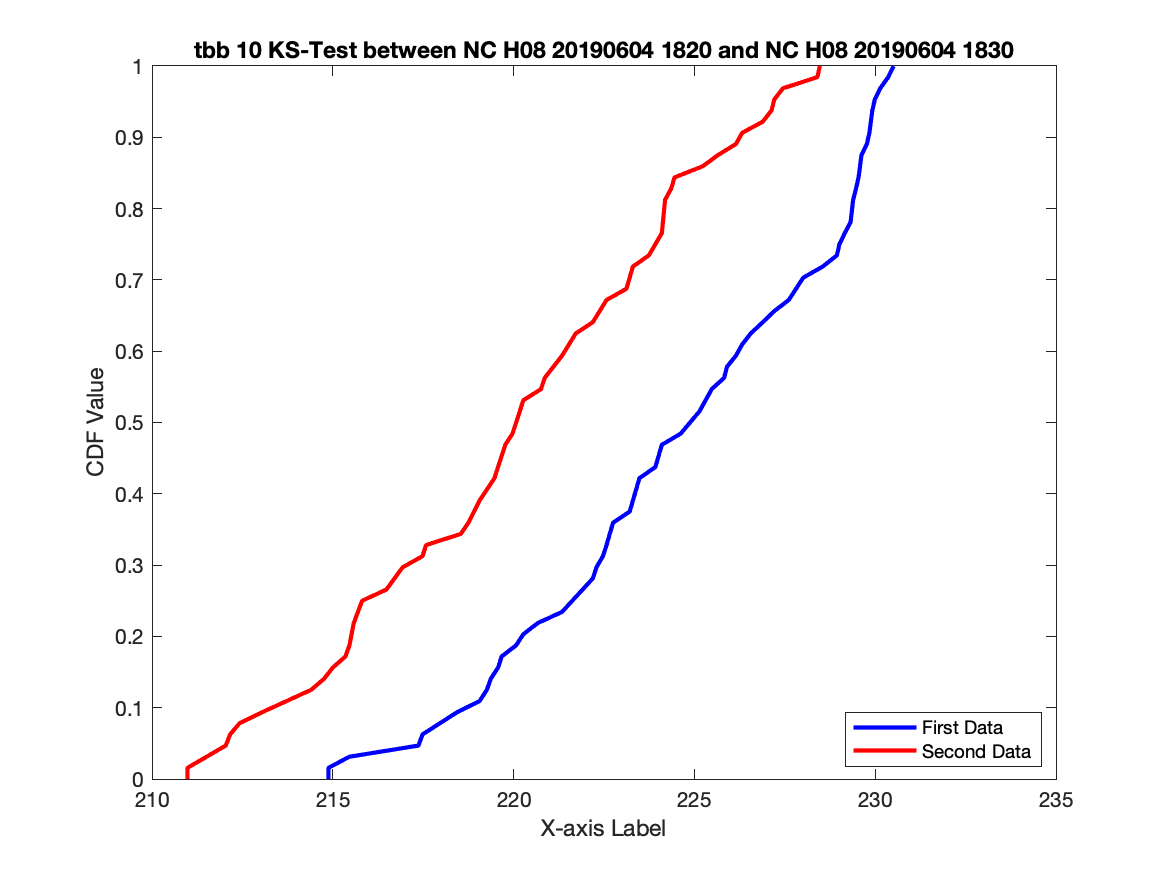 tbb 10 KS-Test between NC H08 20190604 1820 and NC H08 20190604 1830
1
0.9
0.8
0.7
0.6
0.5
0.4
0.3
0.2
0.1
0
CDF Value
First Data
Second Data
210 215 220 225 230 235
X-axis Label